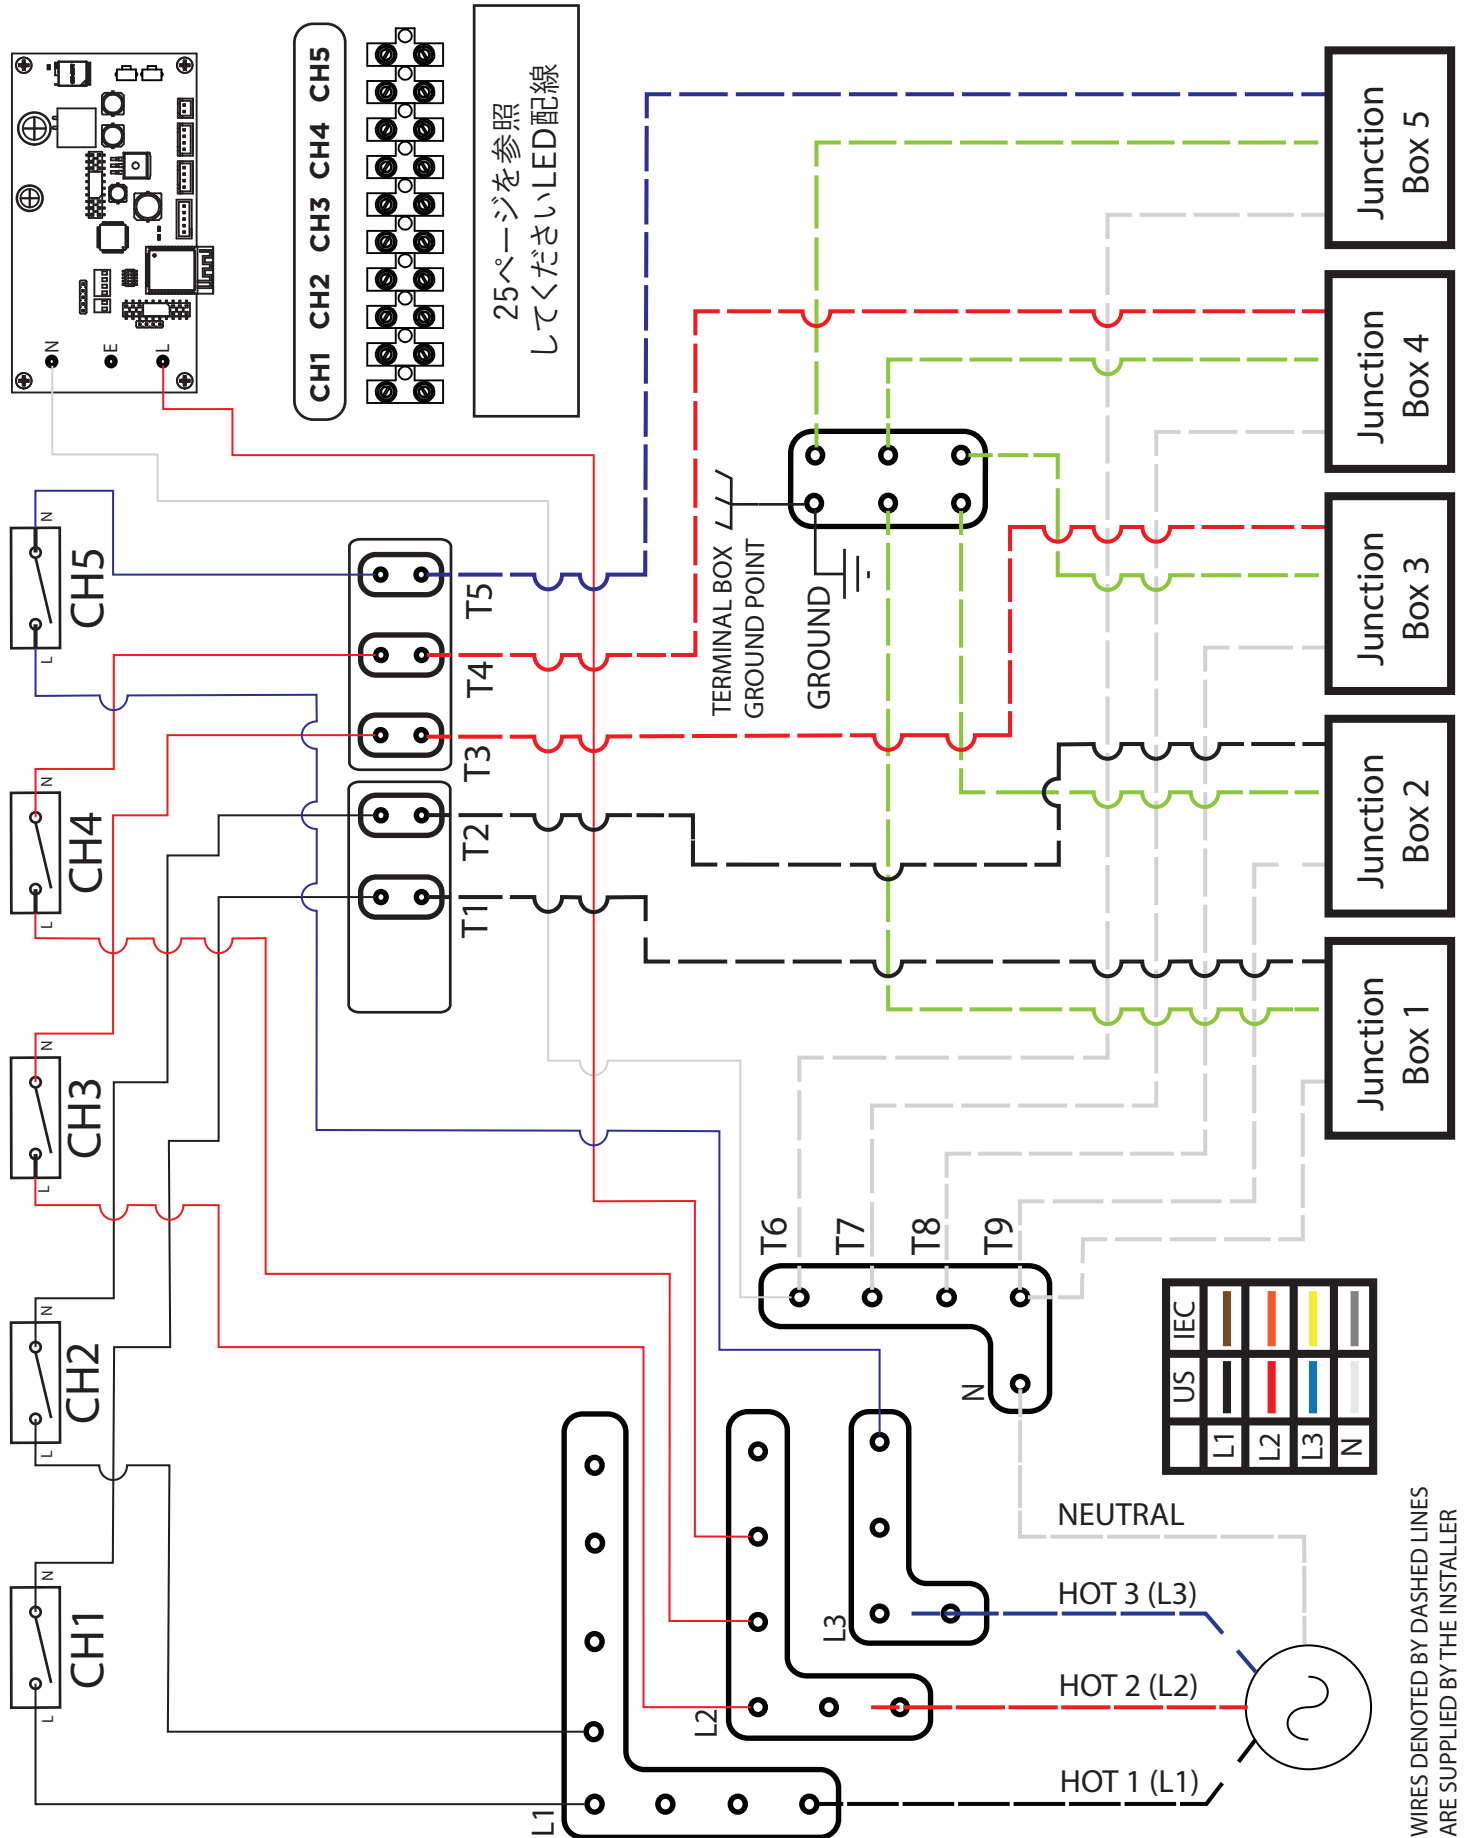 N
E
L
CH1 CH2 CH3 CH4 CH5
25ページを参照
してくださいLED配線
L
N
CH1
L
N
CH2
L
N
CH3
L
N
CH4
L
N
CH5
T1
T2
T3
T4
T5
TERMINAL BOX
GROUND POINT
GROUND
T6
T7
T8
T9
N
L1
L2
L3
NEUTRAL
HOT 3 (L3)
HOT 2 (L2)
HOT 1 (L1)
US IEC
L1
L2
L3
N
Junction
Box 1
Junction
Box 2
Junction
Box 3
Junction
Box 4
Junction
Box 5
WIRES DENOTED BY DASHED LINES
ARE SUPPLIED BY THE INSTALLER